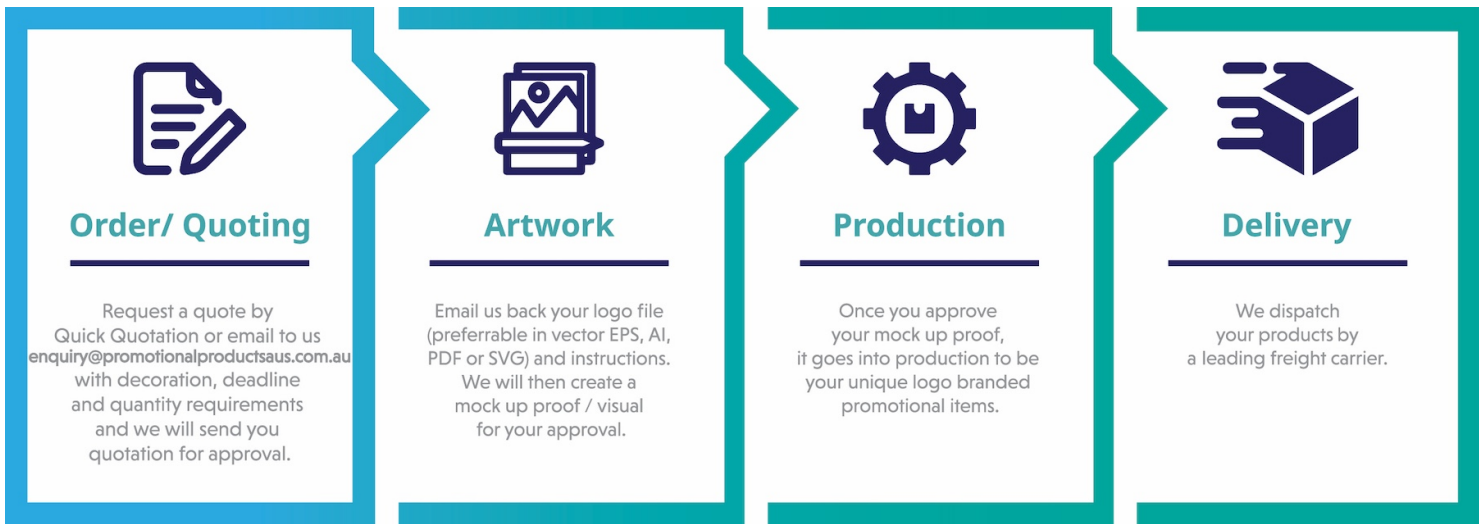 Order/ Quoting
Request a quote by
Quick Quotation or email to us
enquiry@promotionalproductsaus.com.au
with decoration, deadline
and quantity requirements
and we will send you
quotation for approval.
Artwork
Email us back your logo file
(preferrable in vector EPS, AI,
PDF or SVG) and instructions.
We will then create a
mock up proof / visual
for your approval.
Production
Once you approve
your mock up proof,
it goes into production to be
your unique logo branded
promotional items.
Delivery
We dispatch
your products by
a leading freight carrier.